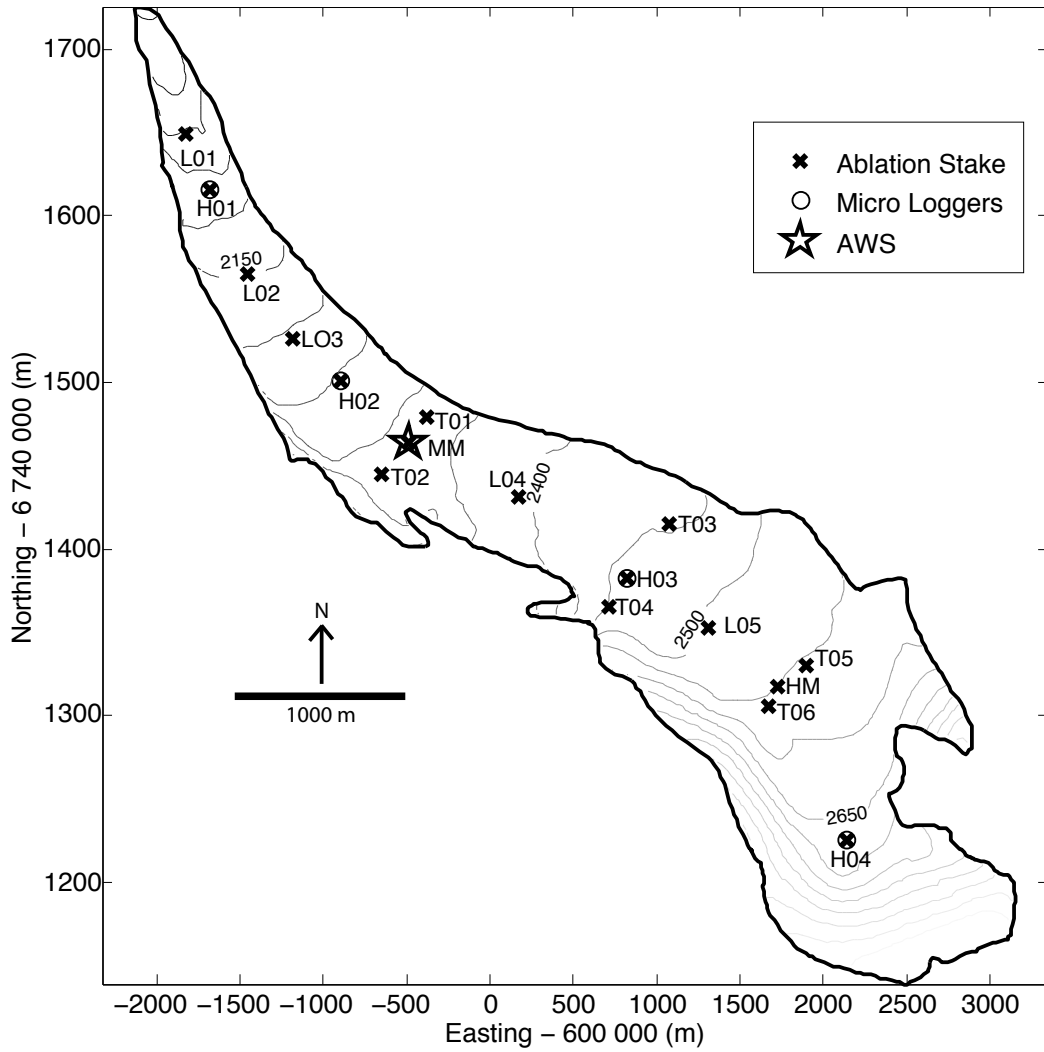 1700
1600
1500
1400
1300
1200
Northing – 6 740 000 (m)
L01
H01
2150
L02
LO3
H02
T01
MM
T02
L04
2400
T03
H03
T04
2500
L05
T05
HM
T06
2650
H04
Ablation Stake
Micro Loggers
AWS
N
1000 m
−2000 −1500 −1000 −500 0 500 1000 1500 2000 2500 3000
Easting – 600 000 (m)